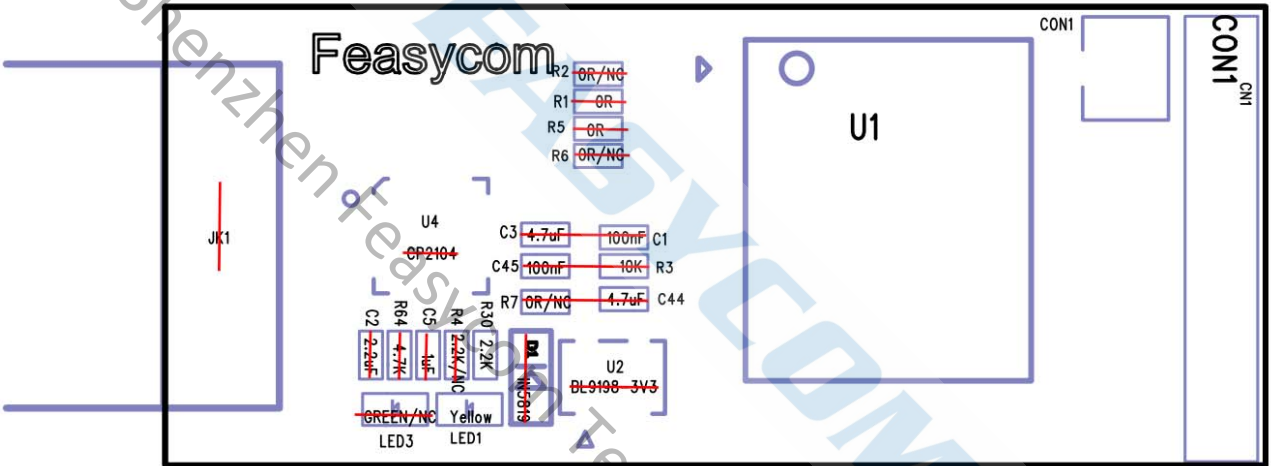 Feasycom
R2 0R/NC
R1 0R
R5 0R
R6 0R/NC
CON1
CON1
CN1
U1
JK1
U4
CP2104
C3 4.7uF 100nF C1
C45 100nF 10K R3
R7 0R/NC 4.7uF C44
C2 2.2uF
R64 4.7K
C5 1uF
R4 2.2K/NC
R30 2.2K
D1
IN5819
U2
BL9198-3V3
GREEN/NC
LED3
Yellow
LED1
Shenzhen Feasycom Te
FEASYCOM